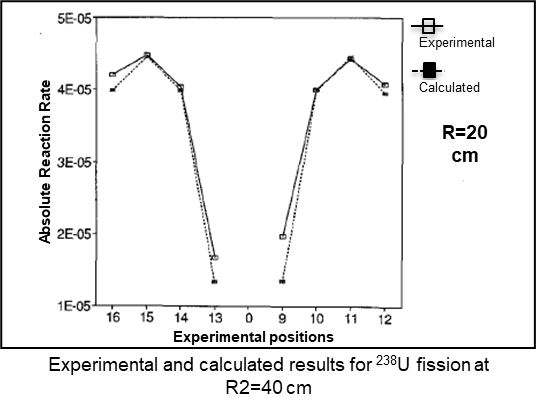 5E-05
4E-05
3E-05
2E-05
1E-05
Absolute Reaction Rate
16 15 14 13 0 9 10 11 12
Experimental positions
Experimental
Calculated
R=20
cm
Experimental and calculated results for ²³⁸U fission at
R2=40 cm